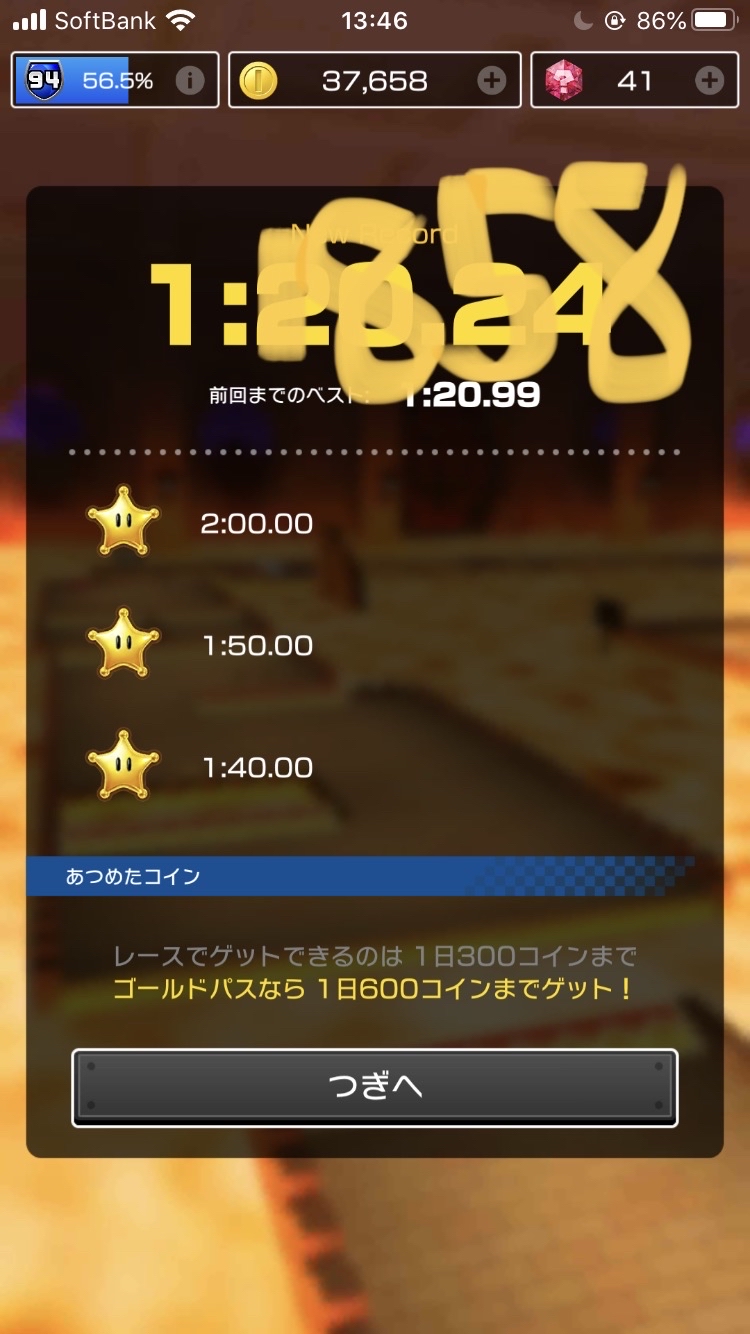 SoftBank 13:46 86%
94 56.5% i 37,658 + 41 +
New Record
1:20.24
858
前回までのベスト: 1:20.99
2:00.00
1:50.00
1:40.00
あつめたコイン
レースでゲットできるのは 1日300コインまで
ゴールドパスなら 1日600コインまでゲット！
つぎへ